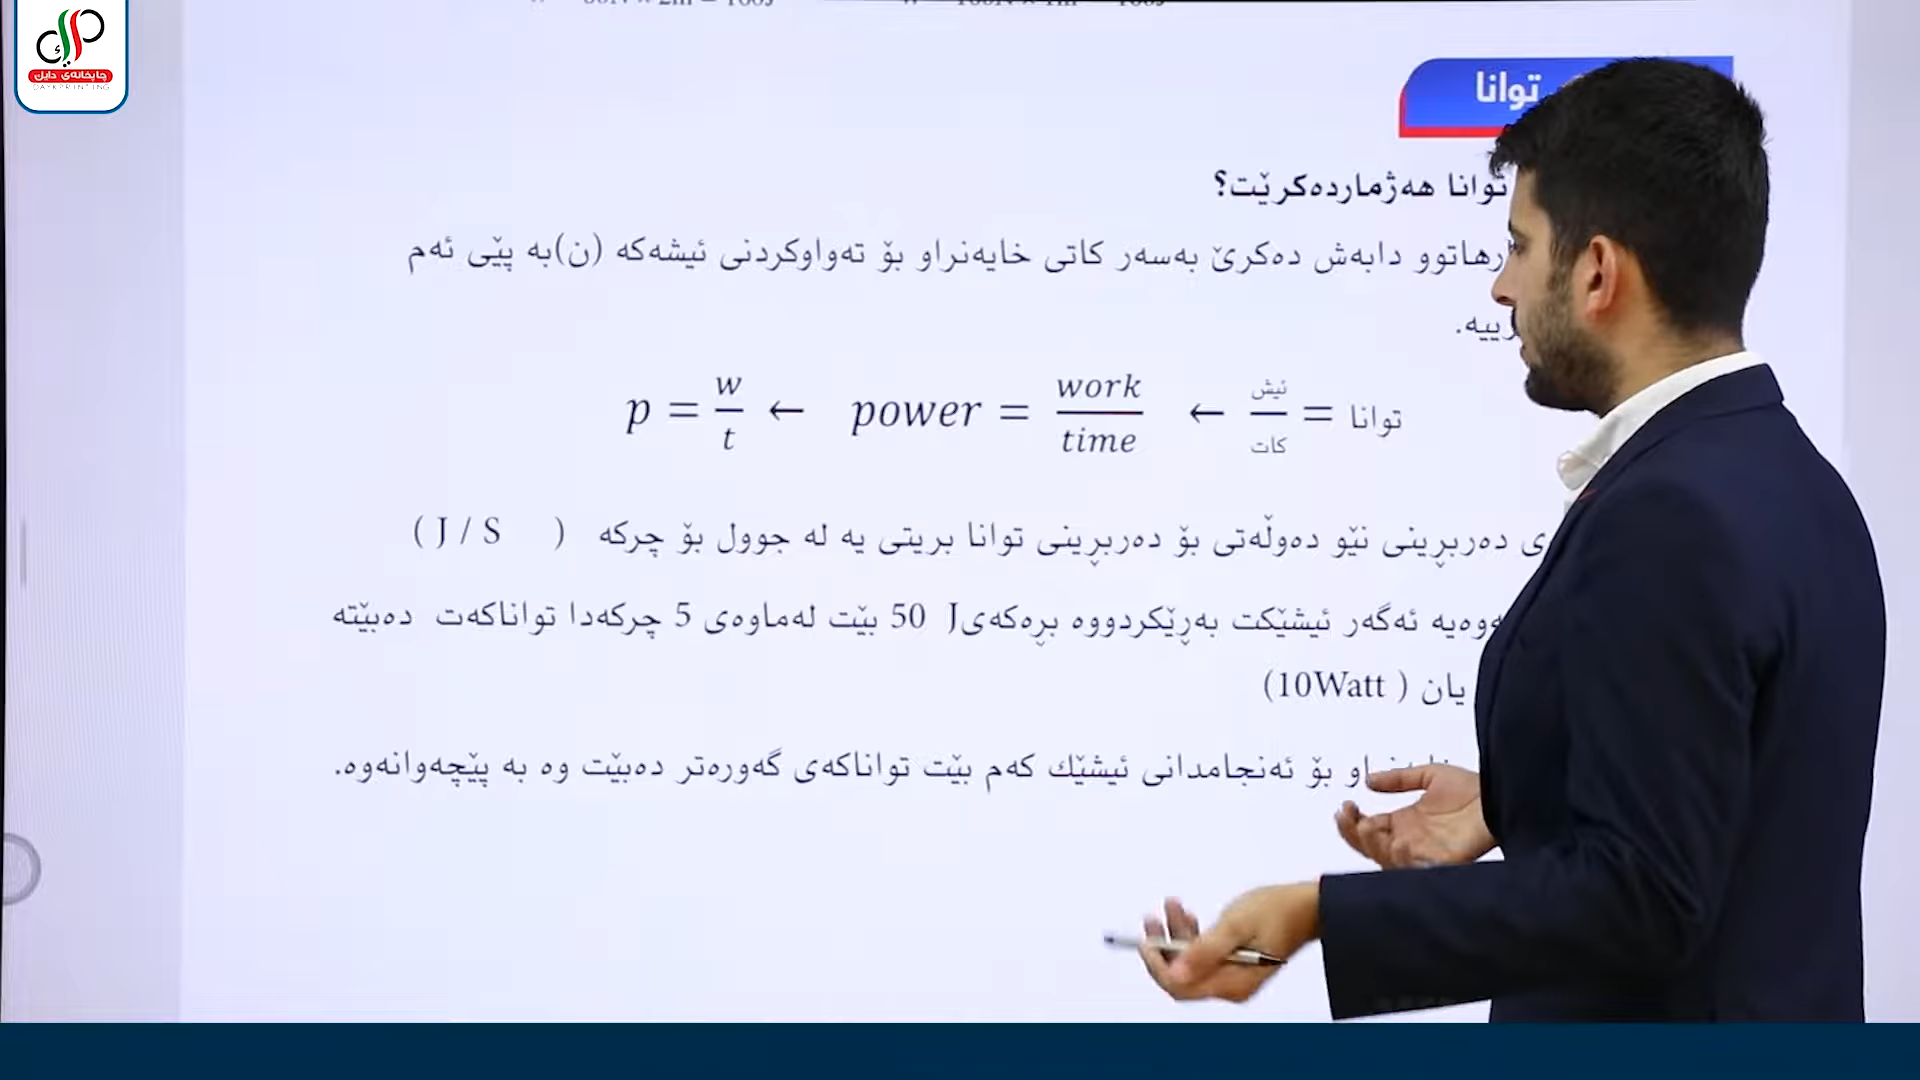 چاپخانەی دایك
DAYKPRINTING
توانا
توانا هەژماردەکرێت؟
دابەش دەکرێ بەسەر کاتی خایەنراو بۆ تەواوکردنی ئیشەکە (ن)بە پێی ئەم
توانا = ئیش / کات ← power = work / time ← p = w / t
دەربڕینی نێو دەوڵەتی بۆ دەربڕینی توانا بریتی یە لە جوول بۆ چرکە ( J / S )
ئەگەر ئیشێکت بەڕێکردووە بڕەکەی 50 J بێت لەماوەی 5 چرکەدا تواناکەت دەبێتە
یان ( 10Watt)
بۆ ئەنجامدانی ئیشێك کەم بێت تواناکەی گەورەتر دەبێت وە بە پێچەوانەوە.